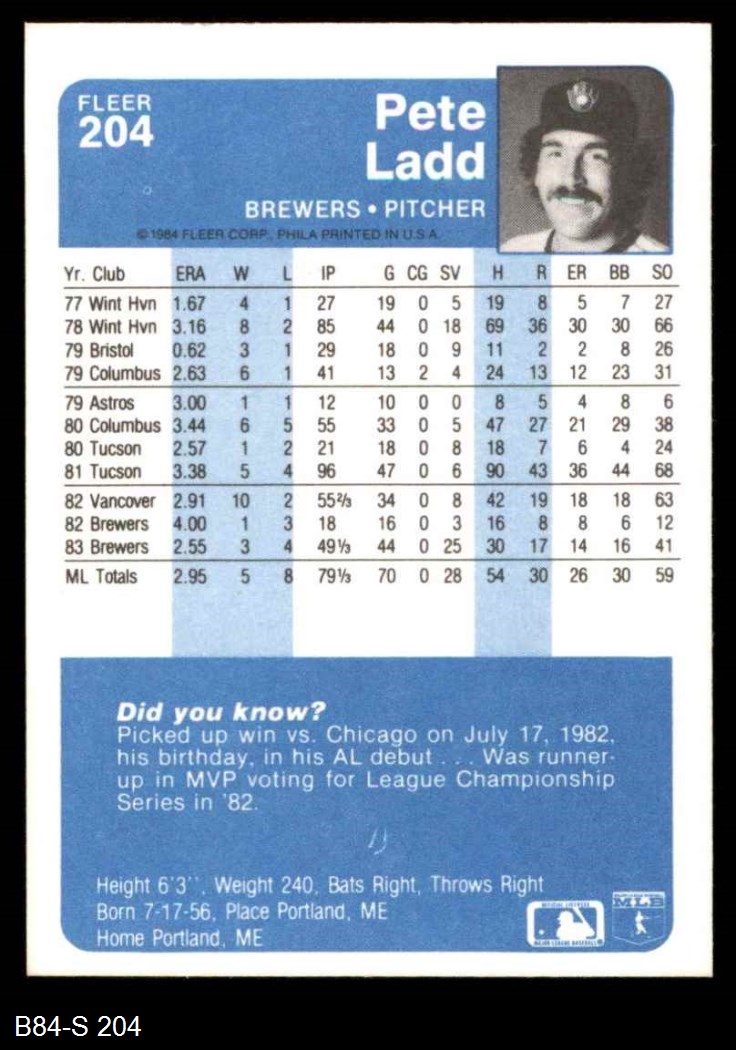 FLEER
204
Pete
Ladd
BREWERS • PITCHER
© 1984 FLEER CORP. PHILA PRINTED IN U.S.A.
Yr. Club ERA W L IP G CG SV H R ER BB SO
77 Wint Hvn 1.67 4 1 27 19 0 5 19 8 5 7 27
78 Wint Hvn 3.16 8 2 85 44 0 18 69 36 30 30 66
79 Bristol 0.62 3 1 29 18 0 9 11 2 2 8 26
79 Columbus 2.63 6 1 41 13 2 4 24 13 12 23 31
79 Astros 3.00 1 1 12 10 0 0 8 5 4 8 6
80 Columbus 3.44 6 5 55 33 0 5 47 27 21 29 38
80 Tucson 2.57 1 2 21 18 0 8 18 7 6 4 24
81 Tucson 3.38 5 4 96 47 0 6 90 43 36 44 68
82 Vancover 2.91 10 2 55⅔ 34 0 8 42 19 18 18 63
82 Brewers 4.00 1 3 18 16 0 3 16 8 8 6 12
83 Brewers 2.55 3 4 49⅓ 44 0 25 30 17 14 16 41
ML Totals 2.95 5 8 79⅓ 70 0 28 54 30 26 30 59
Did you know?
Picked up win vs. Chicago on July 17, 1982,
his birthday, in his AL debut . . . Was runner-
up in MVP voting for League Championship
Series in '82.
Height 6'3'', Weight 240, Bats Right, Throws Right
Born 7-17-56, Place Portland, ME
Home Portland, ME
OFFICIAL LICENSEE
MAJOR LEAGUE BASEBALL
MLB
B84-S 204